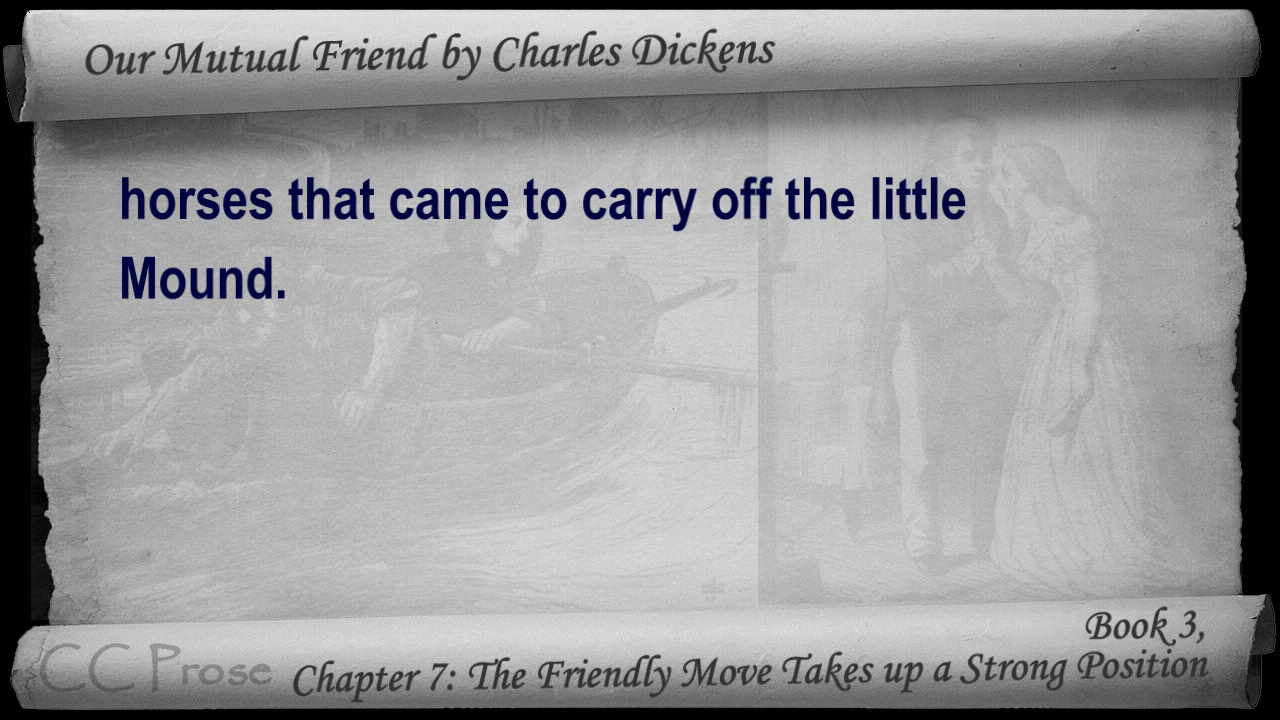 Our Mutual Friend by Charles Dickens
horses that came to carry off the little
Mound.
Book 3,
CC Prose
Chapter 7: The Friendly Move Takes up a Strong Position